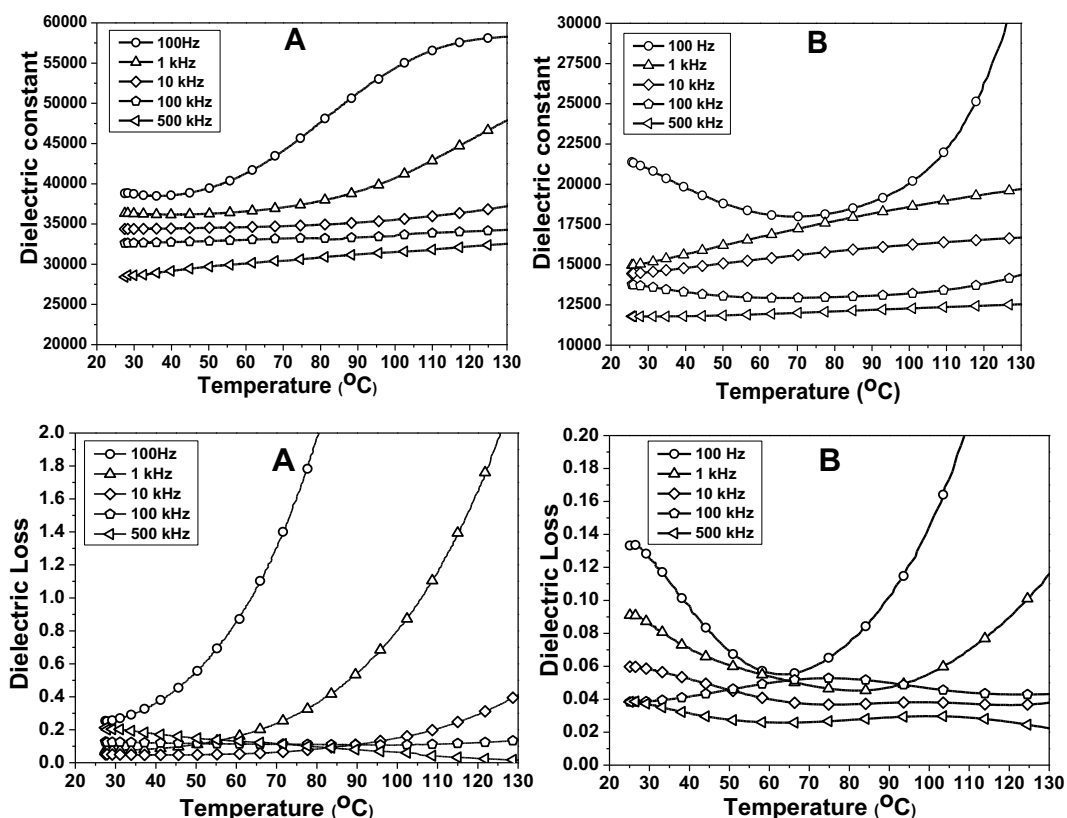 A
100Hz
1 kHz
10 kHz
100 kHz
500 kHz
Dielectric constant
60000
55000
50000
45000
40000
35000
30000
25000
20000
20 30 40 50 60 70 80 90 100 110 120 130
Temperature (OC)
B
100 Hz
1 kHz
10 kHz
100 kHz
500 kHz
Dielectric constant
30000
27500
25000
22500
20000
17500
15000
12500
10000
20 30 40 50 60 70 80 90 100 110 120 130
Temperature (OC)
A
100Hz
1 kHz
10 kHz
100 kHz
500 kHz
Dielectric Loss
2.0
1.8
1.6
1.4
1.2
1.0
0.8
0.6
0.4
0.2
0.0
20 30 40 50 60 70 80 90 100 110 120 130
Temperature (OC)
B
100 Hz
1 kHz
10 kHz
100 kHz
500 kHz
Dielectric Loss
0.20
0.18
0.16
0.14
0.12
0.10
0.08
0.06
0.04
0.02
0.00
20 30 40 50 60 70 80 90 100 110 120 130
Temperature (OC)